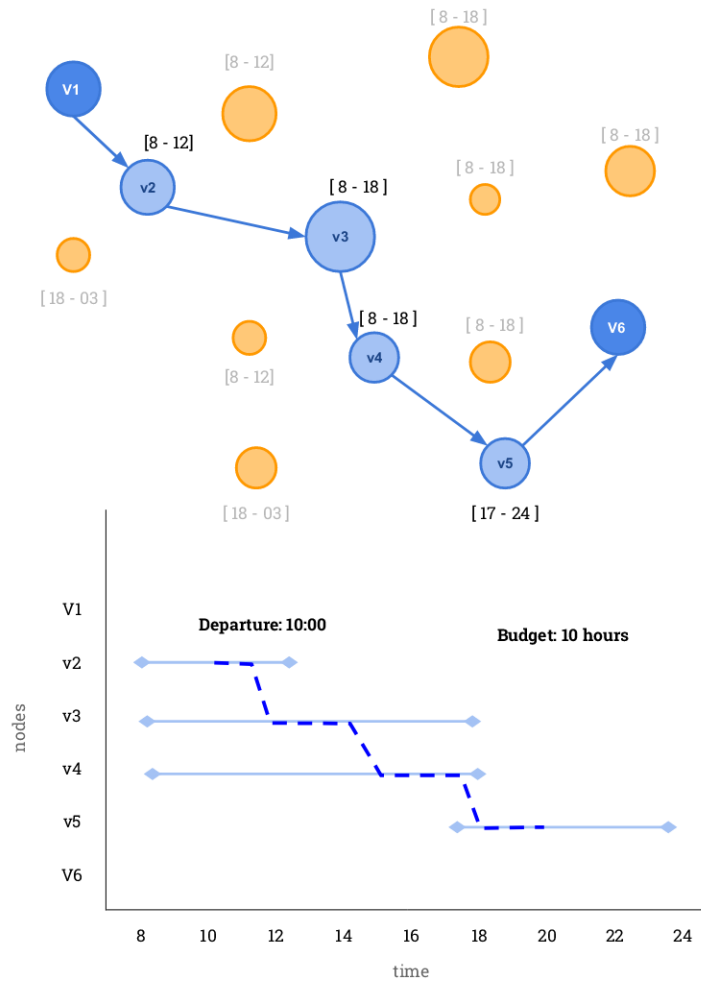 [ 8 - 18 ]
[8 - 12]
V1
[8 - 12]
[ 8 - 18 ]
[ 8 - 18 ]
v2
[ 8 - 18 ]
v3
[ 18 - 03 ]
[ 8 - 18 ]
[ 8 - 18 ]
V6
v4
[8 - 12]
v5
[ 18 - 03 ]
[ 17 - 24 ]
V1
Departure: 10:00
Budget: 10 hours
v2
v3
nodes
v4
v5
V6
8 10 12 14 16 18 20 22 24
time